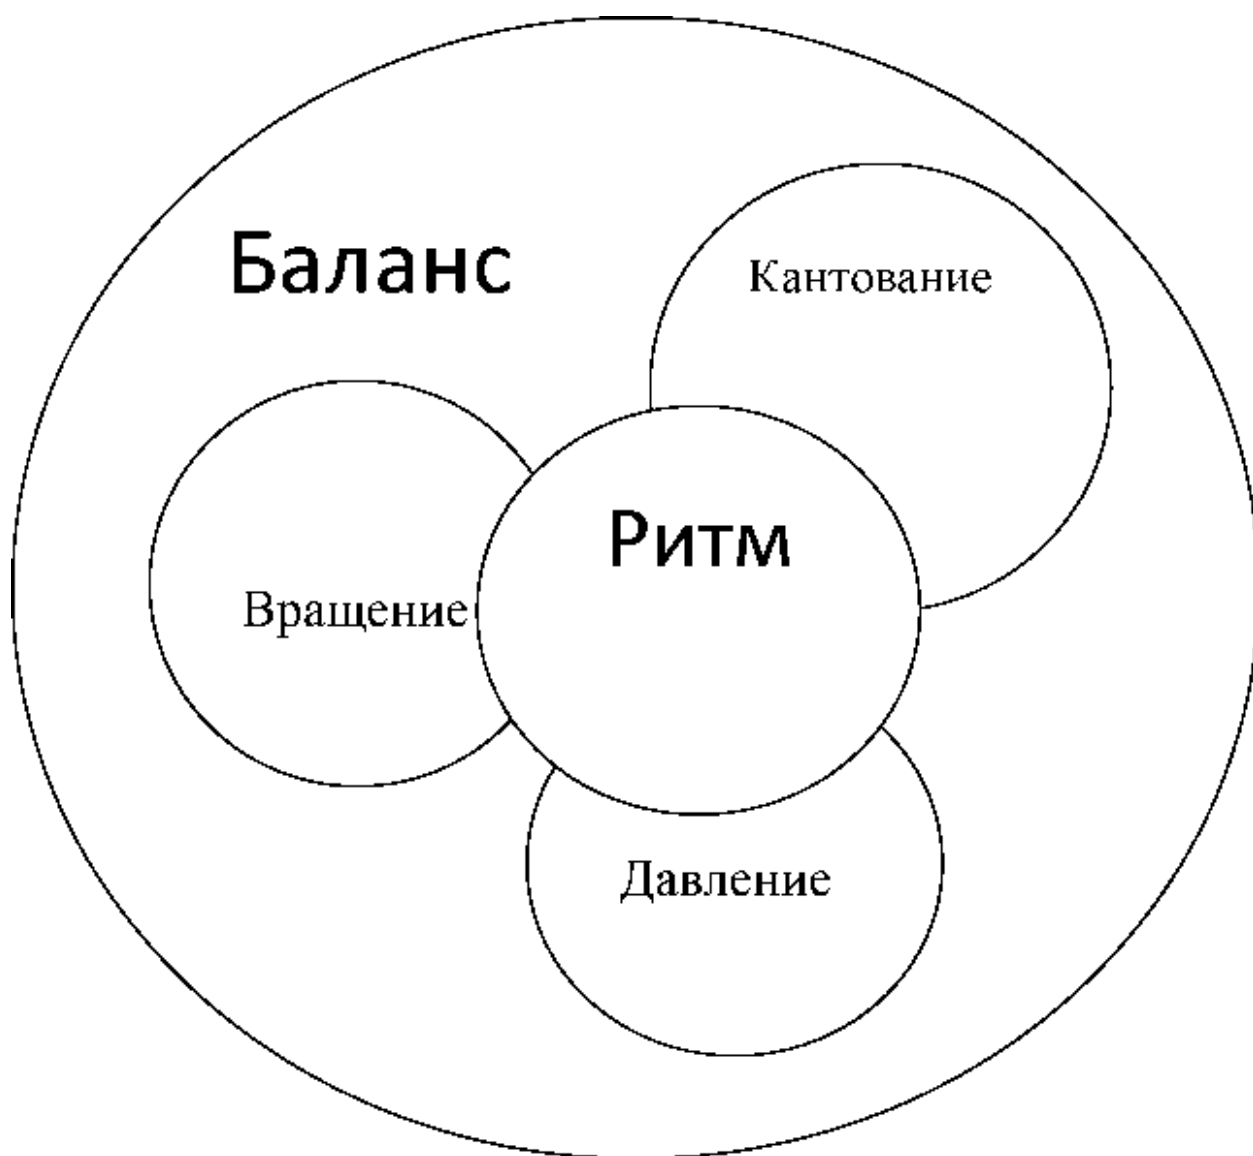 Баланс
Кантование
Ритм
Вращение
Давление